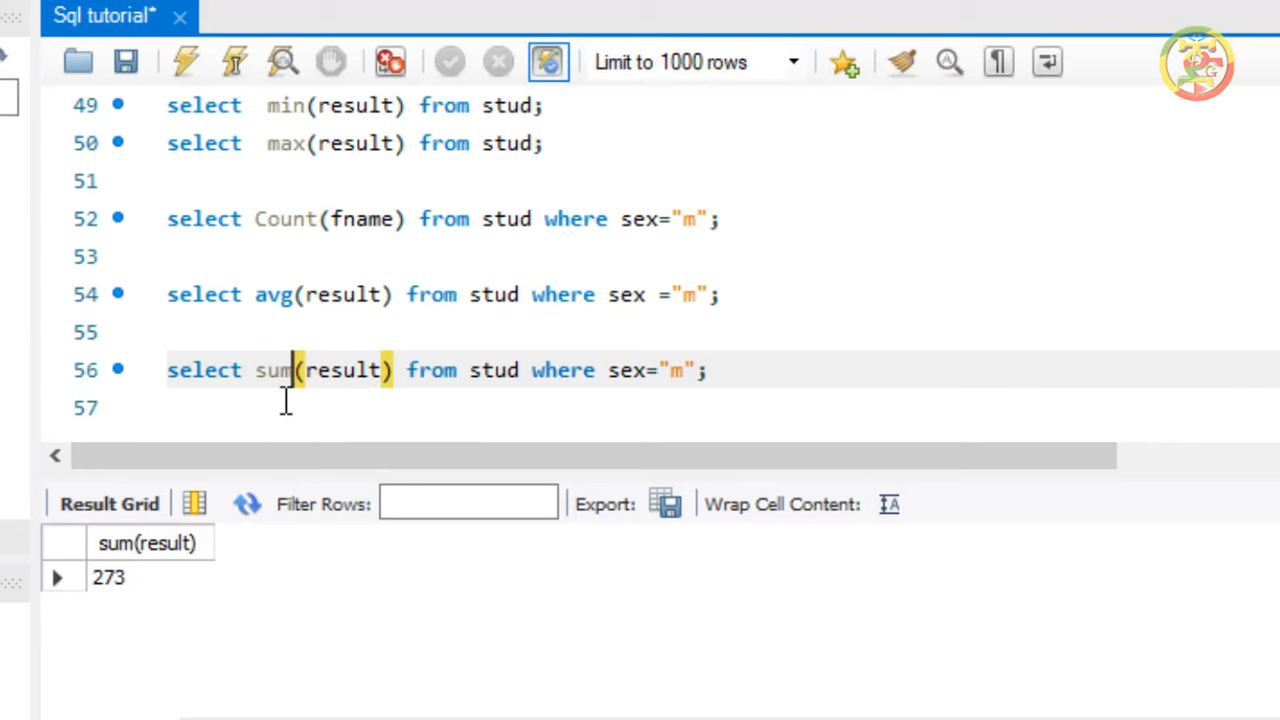 Sql tutorial*
Limit to 1000 rows
49 select min(result) from stud;
50 select max(result) from stud;
51
52 select Count(fname) from stud where sex="m";
53
54 select avg(result) from stud where sex ="m";
55
56 select sum(result) from stud where sex="m";
57
Result Grid Filter Rows: Export: Wrap Cell Content:
sum(result)
273